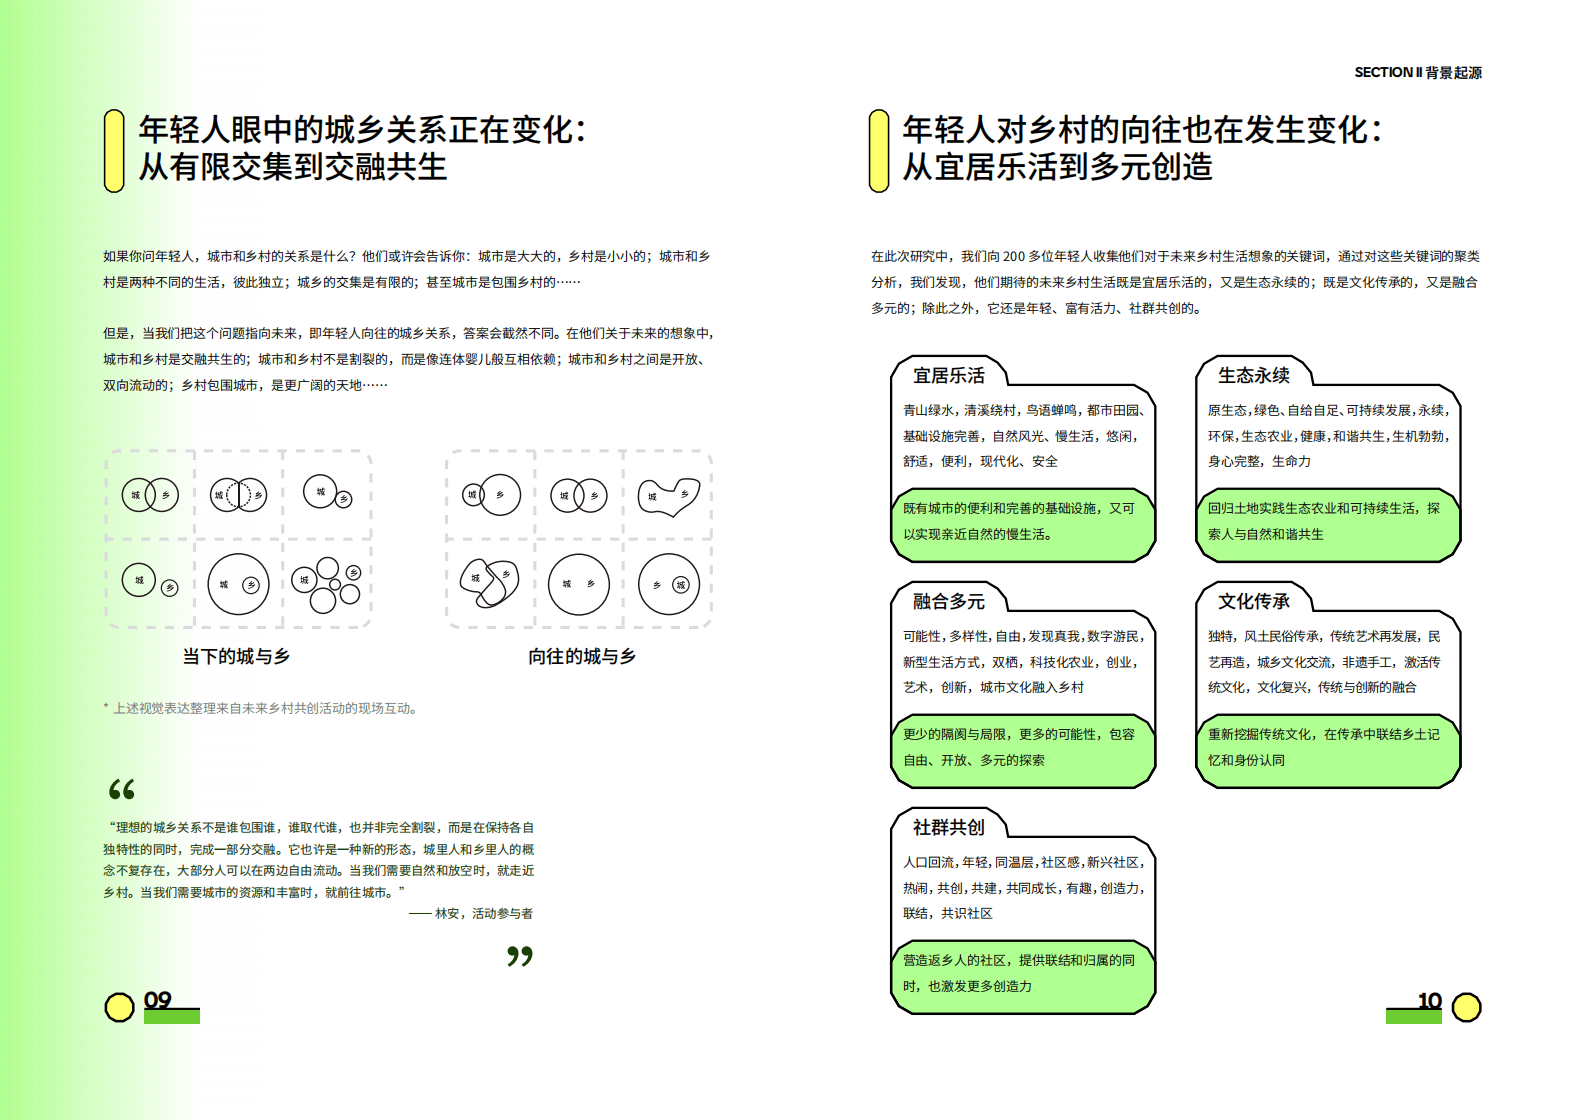 SECTION II 背景起源
年轻人眼中的城乡关系正在变化：
从有限交集到交融共生
如果你问年轻人，城市和乡村的关系是什么？他们或许会告诉你：城市是大大的，乡村是小小的；城市和乡
村是两种不同的生活，彼此独立；城乡的交集是有限的；甚至城市是包围乡村的……
但是，当我们把这个问题指向未来，即年轻人向往的城乡关系，答案会截然不同。在他们关于未来的想象中，
城市和乡村是交融共生的；城市和乡村不是割裂的，而是像连体婴儿般互相依赖；城市和乡村之间是开放、
双向流动的；乡村包围城市，是更广阔的天地……
城 乡 城 乡 城 乡
城 乡 城 乡 城 乡
当下的城与乡
城 乡 城 乡 城 乡
城 乡 城 乡 乡 城
向往的城与乡
* 上述视觉表达整理来自未来乡村共创活动的现场互动。
“
“理想的城乡关系不是谁包围谁，谁取代谁，也并非完全割裂，而是在保持各自
独特性的同时，完成一部分交融。它也许是一种新的形态，城里人和乡里人的概
念不复存在，大部分人可以在两边自由流动。当我们需要自然和放空时，就走近
乡村。当我们需要城市的资源和丰富时，就前往城市。”
—— 林安，活动参与者
”
09
年轻人对乡村的向往也在发生变化：
从宜居乐活到多元创造
在此次研究中，我们向 200 多位年轻人收集他们对于未来乡村生活想象的关键词，通过对这些关键词的聚类
分析，我们发现，他们期待的未来乡村生活既是宜居乐活的，又是生态永续的；既是文化传承的，又是融合
多元的；除此之外，它还是年轻、富有活力、社群共创的。
宜居乐活
青山绿水，清溪绕村，鸟语蝉鸣，都市田园、
基础设施完善，自然风光、慢生活，悠闲，
舒适，便利，现代化、安全
既有城市的便利和完善的基础设施，又可
以实现亲近自然的慢生活。
生态永续
原生态，绿色、自给自足、可持续发展，永续，
环保，生态农业，健康，和谐共生，生机勃勃，
身心完整，生命力
回归土地实践生态农业和可持续生活，探
索人与自然和谐共生
融合多元
可能性，多样性，自由，发现真我，数字游民，
新型生活方式，双栖，科技化农业，创业，
艺术，创新，城市文化融入乡村
更少的隔阂与局限，更多的可能性，包容
自由、开放、多元的探索
文化传承
独特，风土民俗传承，传统艺术再发展，民
艺再造，城乡文化交流，非遗手工，激活传
统文化，文化复兴，传统与创新的融合
重新挖掘传统文化，在传承中联结乡土记
忆和身份认同
社群共创
人口回流，年轻，同温层，社区感，新兴社区，
热闹，共创，共建，共同成长，有趣，创造力，
联结，共识社区
营造返乡人的社区，提供联结和归属的同
时，也激发更多创造力
10